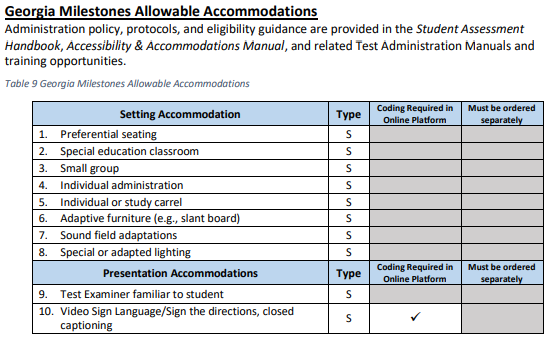 Georgia Milestones Allowable Accommodations
Administration policy, protocols, and eligibility guidance are provided in the Student Assessment
Handbook, Accessibility & Accommodations Manual, and related Test Administration Manuals and
training opportunities.
Table 9 Georgia Milestones Allowable Accommodations
Setting Accommodation Type Coding Required in Online Platform Must be ordered separately
1. Preferential seating S
2. Special education classroom S
3. Small group S
4. Individual administration S
5. Individual or study carrel S
6. Adaptive furniture (e.g., slant board) S
7. Sound field adaptations S
8. Special or adapted lighting S
Presentation Accommodations Type Coding Required in Online Platform Must be ordered separately
9. Test Examiner familiar to student S
10. Video Sign Language/Sign the directions, closed
captioning S ✓